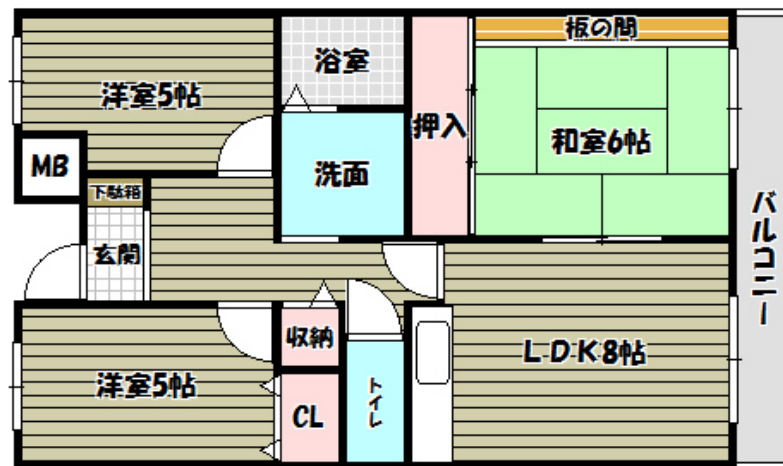 板の間
浴室
洋室5帖
押入
和室6帖
MB
洗面
下駄箱
玄関
バルコニー
収納
LDK8帖
洋室5帖
トイレ
CL